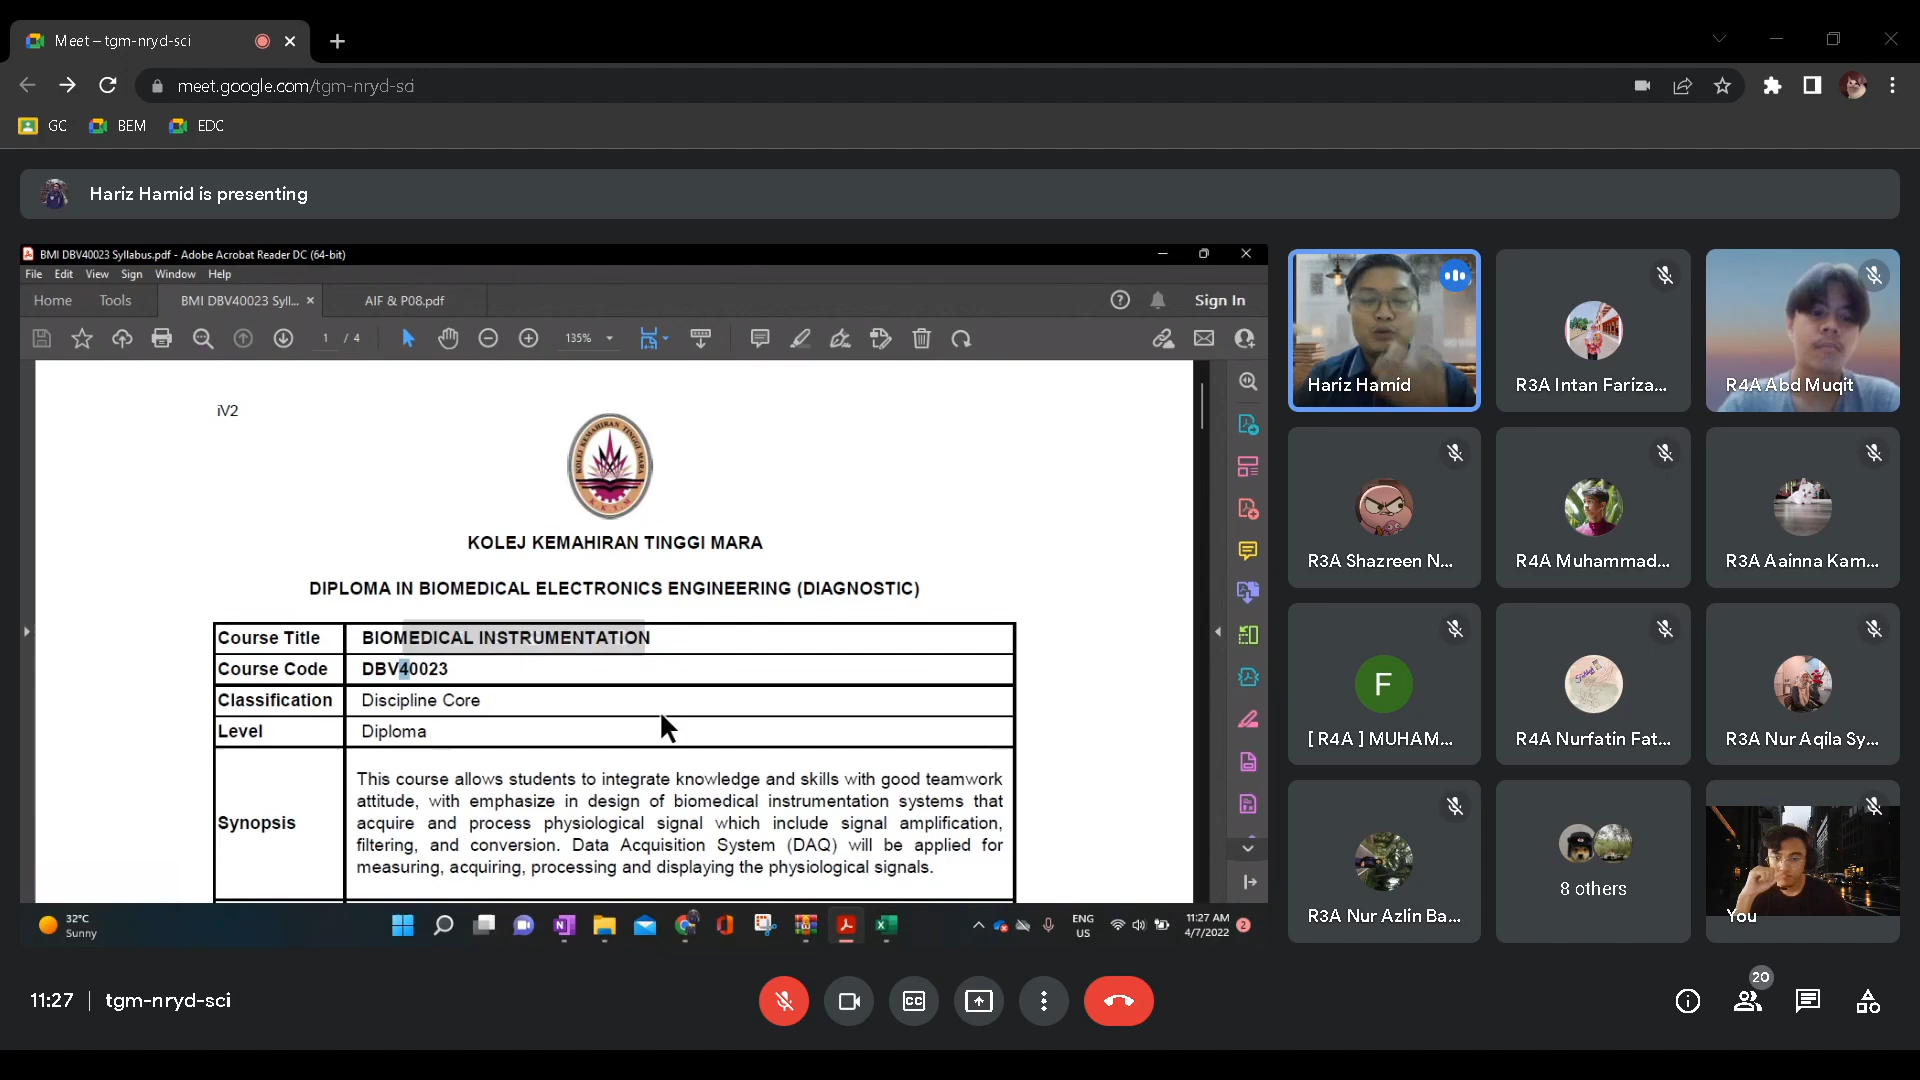 Meet – tgm-nryd-sci
meet.google.com/tgm-nryd-sci
GC
BEM
EDC
Hariz Hamid is presenting
BMI DBV40023 Syllabus.pdf - Adobe Acrobat Reader DC (64-bit)
File Edit View Sign Window Help
Home Tools BMI DBV40023 Syll... AIF & P08.pdf Sign In
1 / 4 135%
iV2
KOLEJ KEMAHIRAN TINGGI MARA
KOLEJ KEMAHIRAN TINGGI MARA
DIPLOMA IN BIOMEDICAL ELECTRONICS ENGINEERING (DIAGNOSTIC)
Course Title BIOMEDICAL INSTRUMENTATION
Course Code DBV40023
Classification Discipline Core
Level Diploma
Synopsis
This course allows students to integrate knowledge and skills with good teamwork
attitude, with emphasize in design of biomedical instrumentation systems that
acquire and process physiological signal which include signal amplification,
filtering, and conversion. Data Acquisition System (DAQ) will be applied for
measuring, acquiring, processing and displaying the physiological signals.
32°C
Sunny
ENG
US
11:27 AM
4/7/2022
2
Hariz Hamid
R3A Intan Fariza...
R4A Abd Muqit
R3A Shazreen N...
R4A Muhammad...
R3A Aainna Kam...
F
[ R4A ] MUHAM...
R4A Nurfatin Fat...
R3A Nur Aqila Sy...
R3A Nur Azlin Ba...
8 others
You
11:27 | tgm-nryd-sci
CC
20